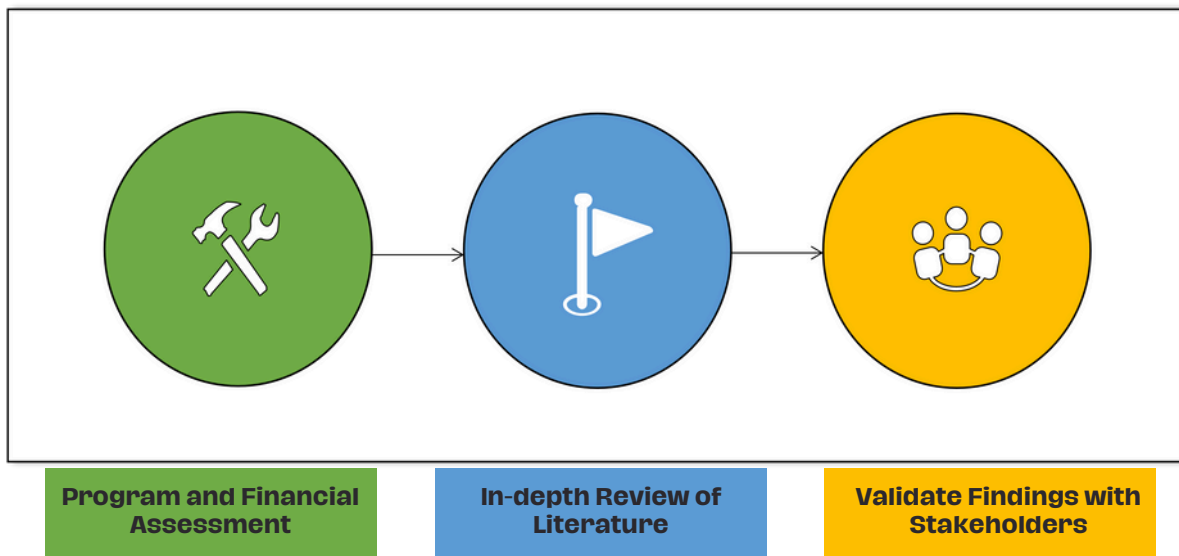 Program and Financial
Assessment
In-depth Review of
Literature
Validate Findings with
Stakeholders